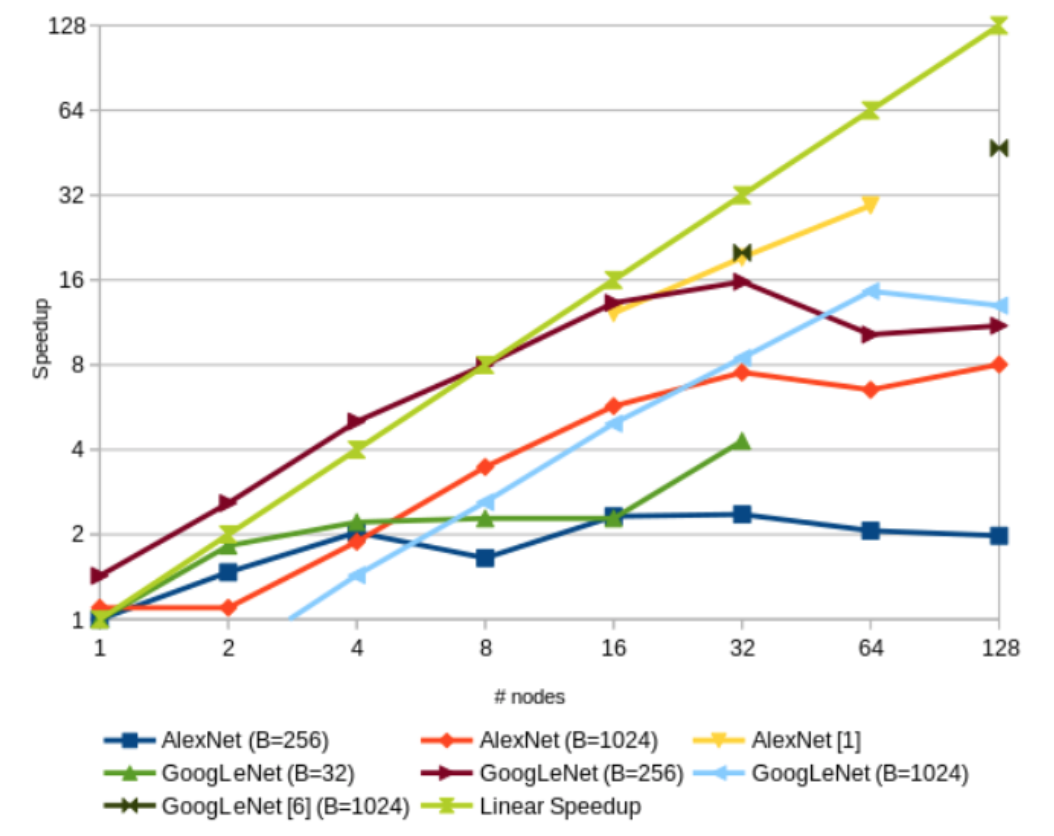 128
64
32
16
8
4
2
1
Speedup
1 2 4 8 16 32 64 128
# nodes
AlexNet (B=256) AlexNet (B=1024) AlexNet [1]
GoogLeNet (B=32) GoogLeNet (B=256) GoogLeNet (B=1024)
GoogLeNet [6] (B=1024) Linear Speedup